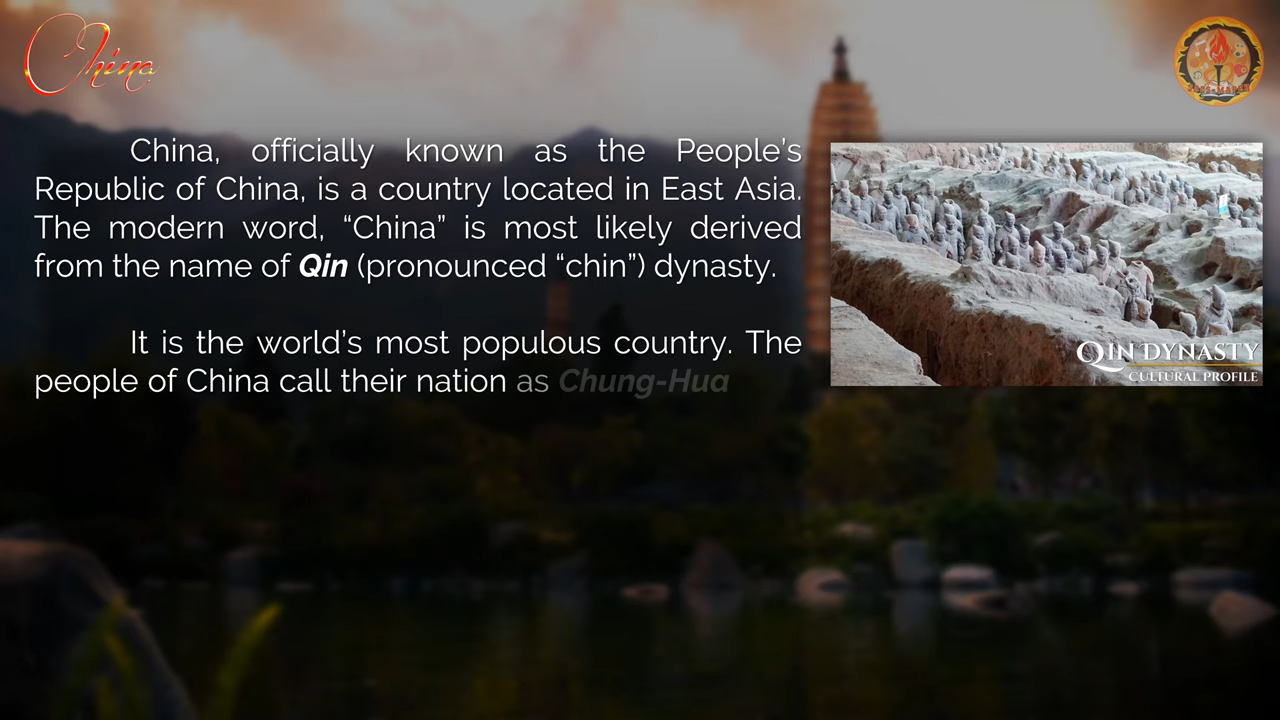 China
China, officially known as the People’s
Republic of China, is a country located in East Asia.
The modern word, “China” is most likely derived
from the name of Qin (pronounced “chin”) dynasty.
It is the world’s most populous country. The
people of China call their nation as Chung-Hua
QIN DYNASTY
CULTURAL PROFILE